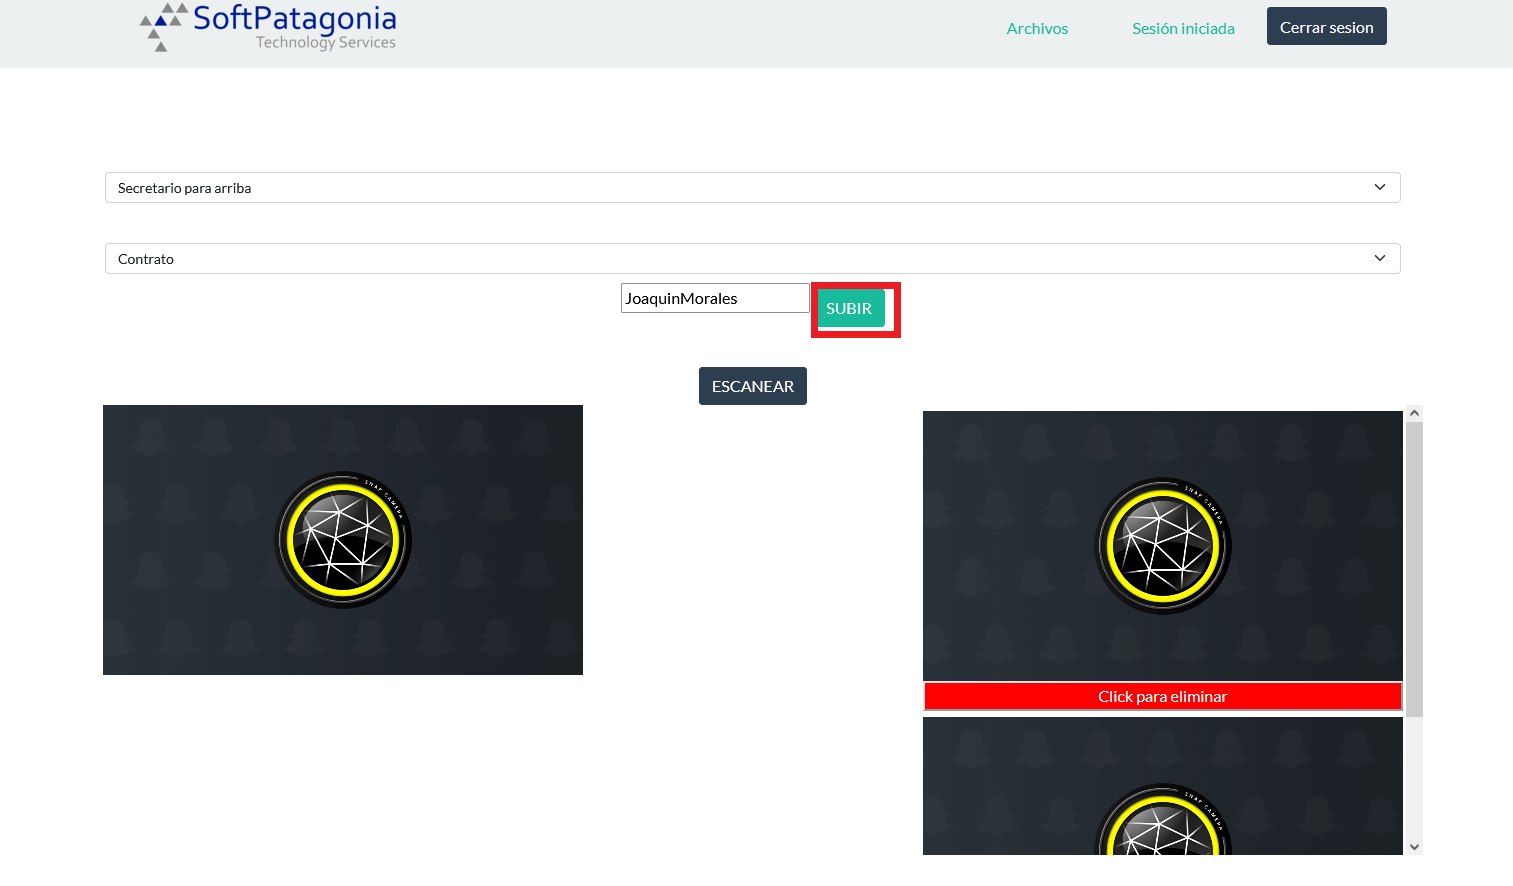 SoftPatagonia
Technology Services
Archivos
Sesión iniciada
Cerrar sesion
Secretario para arriba
Contrato
JoaquinMorales
SUBIR
ESCANEAR
SNAP CAMERA
SNAP CAMERA
Click para eliminar
SNAP CAMERA